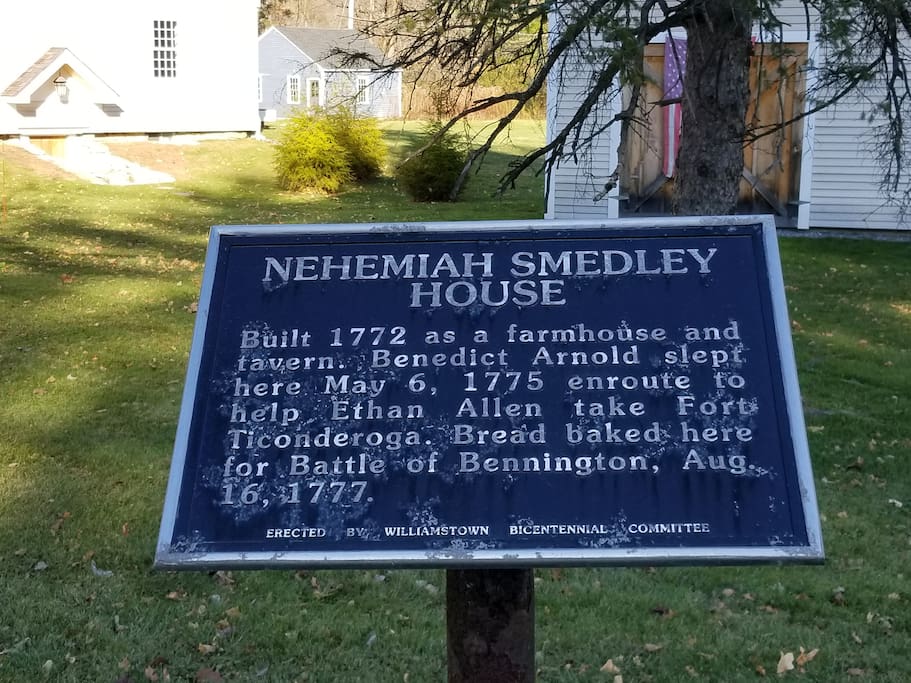 NEHEMIAH SMEDLEY
HOUSE
Built 1772 as a farmhouse and
tavern. Benedict Arnold slept
here May 6, 1775 enroute to
help Ethan Allen take Fort
Ticonderoga. Bread baked here
for Battle of Bennington, Aug.
16, 1777.
ERECTED BY WILLIAMSTOWN BICENTENNIAL COMMITTEE